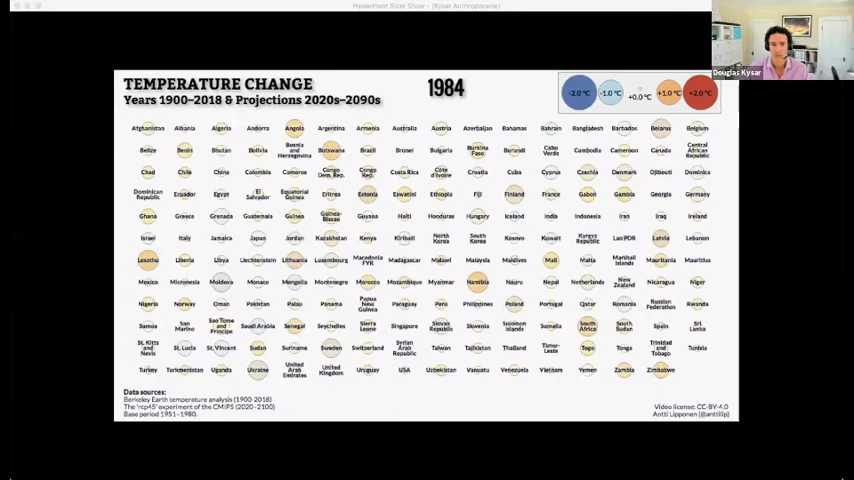 PowerPoint Slide Show - [Kysar Anthropocene]
Douglas Kysar
TEMPERATURE CHANGE
1984
Years 1900–2018 & Projections 2020s–2090s
-2.0 °C
-1.0 °C
+0.0 °C
+1.0 °C
+2.0 °C
Afghanistan Albania Algeria Andorra Angola Argentina Armenia Australia Austria Azerbaijan Bahamas Bahrain Bangladesh Barbados Belarus Belgium
Belize Benin Bhutan Bolivia Bosnia and Herzegovina Botswana Brazil Brunei Bulgaria Burkina Faso Burundi Cabo Verde Cambodia Cameroon Canada Central African Republic
Chad Chile China Colombia Comoros Congo Dem. Rep. Congo Rep. Costa Rica Côte d'Ivoire Croatia Cuba Cyprus Czechia Denmark Djibouti Dominica
Dominican Republic Ecuador Egypt El Salvador Equatorial Guinea Eritrea Estonia Eswatini Ethiopia Fiji Finland France Gabon Gambia Georgia Germany
Ghana Greece Grenada Guatemala Guinea Guinea-Bissau Guyana Haiti Honduras Hungary Iceland India Indonesia Iran Iraq Ireland
Israel Italy Jamaica Japan Jordan Kazakhstan Kenya Kiribati North Korea South Korea Kosovo Kuwait Kyrgyz Republic Lao PDR Latvia Lebanon
Lesotho Liberia Libya Liechtenstein Lithuania Luxembourg Macedonia FYR Madagascar Malawi Malaysia Maldives Mali Malta Marshall Islands Mauritania Mauritius
Mexico Micronesia Moldova Monaco Mongolia Montenegro Morocco Mozambique Myanmar Namibia Nauru Nepal Netherlands New Zealand Nicaragua Niger
Nigeria Norway Oman Pakistan Palau Panama Papua New Guinea Paraguay Peru Philippines Poland Portugal Qatar Romania Russian Federation Rwanda
Samoa San Marino Sao Tome and Principe Saudi Arabia Senegal Seychelles Sierra Leone Singapore Slovak Republic Slovenia Solomon Islands Somalia South Africa South Sudan Spain Sri Lanka
St. Kitts and Nevis St. Lucia St. Vincent Sudan Suriname Sweden Switzerland Syrian Arab Republic Taiwan Tajikistan Thailand Timor-Leste Togo Tonga Trinidad and Tobago Tunisia
Turkey Turkmenistan Uganda Ukraine United Arab Emirates United Kingdom Uruguay USA Uzbekistan Vanuatu Venezuela Vietnam Yemen Zambia Zimbabwe
Data sources:
Berkeley Earth temperature analysis (1900-2018)
The 'rcp45' experiment of the CMIP5 (2020–2100)
Base period 1951–1980.
Video license: CC-BY-4.0
Antti Lipponen (@anttilip)